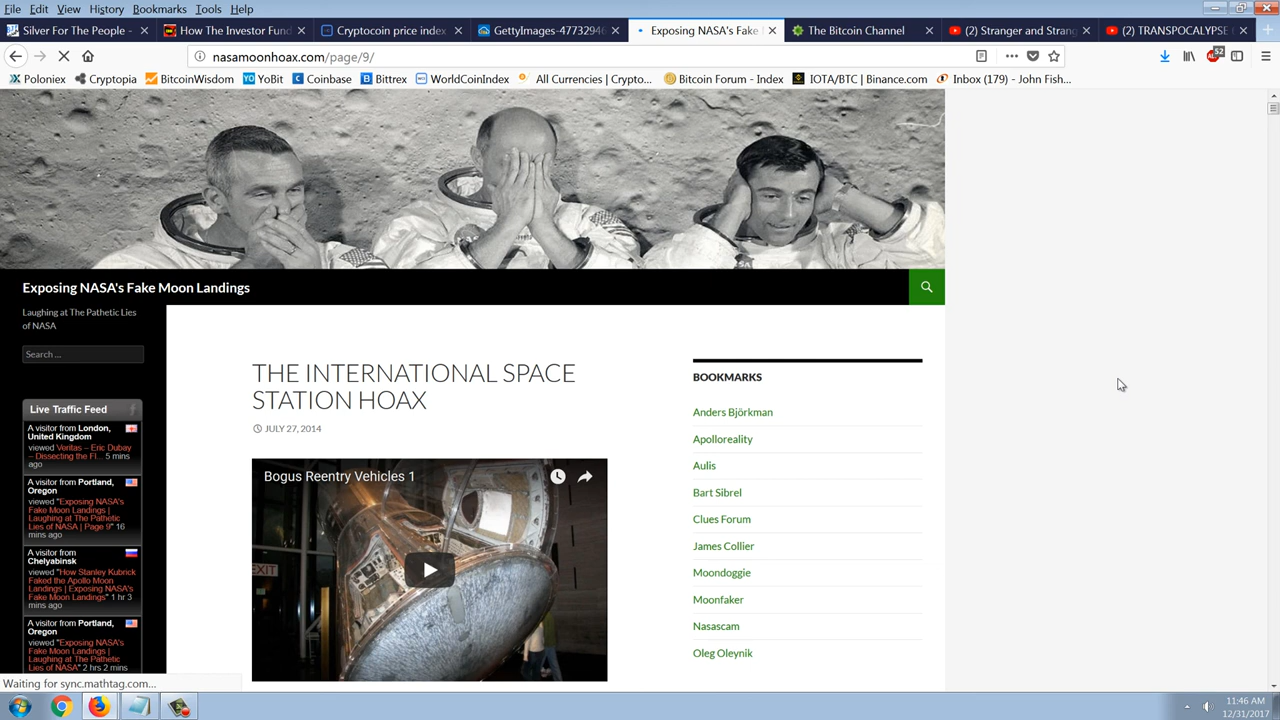 File Edit View History Bookmarks Tools Help
Silver For The People - How The Investor Fund Cryptocoin price index GettyImages-47732946 Exposing NASA's Fake The Bitcoin Channel (2) Stranger and Strang (2) TRANSPOCALYPSE
nasamoonhoax.com/page/9/
52
Poloniex Cryptopia BitcoinWisdom YoBit Coinbase Bittrex WorldCoinIndex All Currencies | Crypto... Bitcoin Forum - Index IOTA/BTC | Binance.com Inbox (179) - John Fish...
Exposing NASA's Fake Moon Landings
Laughing at The Pathetic Lies
of NASA
Search ...
Live Traffic Feed
A visitor from London,
United Kingdom
viewed Veritas – Eric Dubay
– Dissecting the Fl... 5 mins
ago
A visitor from Portland,
Oregon
viewed "Exposing NASA's
Fake Moon Landings |
Laughing at The Pathetic
Lies of NASA | Page 9" 16
mins ago
A visitor from
Chelyabinsk
viewed "How Stanley Kubrick
Faked the Apollo Moon
Landings | Exposing NASA's
Fake Moon Landings" 1 hr 3
mins ago
A visitor from Portland,
Oregon
viewed "Exposing NASA's
Fake Moon Landings |
Laughing at The Pathetic
Lies of NASA" 2 hrs 2 mins
THE INTERNATIONAL SPACE
STATION HOAX
JULY 27, 2014
Bogus Reentry Vehicles 1
EXIT
BOOKMARKS
Anders Björkman
Apolloreality
Aulis
Bart Sibrel
Clues Forum
James Collier
Moondoggie
Moonfaker
Nasascam
Oleg Oleynik
Waiting for sync.mathtag.com...
11:46 AM
12/31/2017